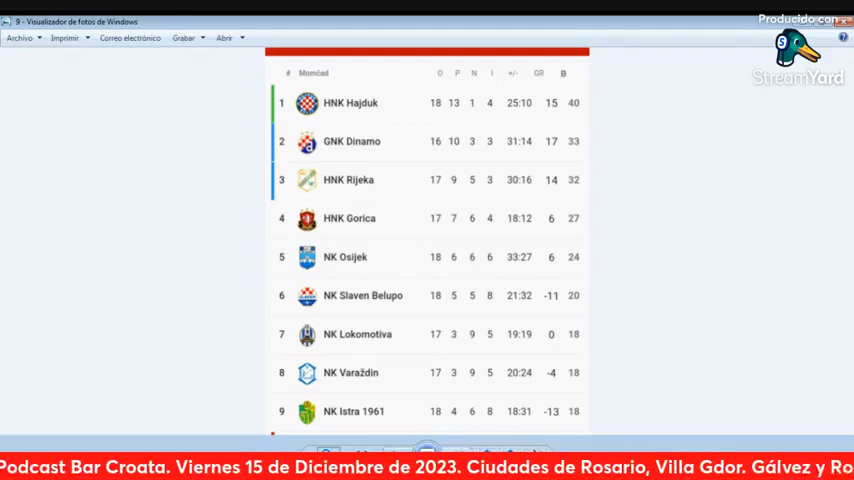 9 - Visualizador de fotos de Windows
Producido con
Archivo Imprimir Correo electrónico Grabar Abrir
StreamYard
# Momčad O P N I +/- GR B
1 HNK Hajduk 18 13 1 4 25:10 15 40
2 GNK Dinamo 16 10 3 3 31:14 17 33
3 HNK Rijeka 17 9 5 3 30:16 14 32
4 HNK Gorica 17 7 6 4 18:12 6 27
5 NK Osijek 18 6 6 6 33:27 6 24
6 NK Slaven Belupo 18 5 5 8 21:32 -11 20
7 NK Lokomotiva 17 3 9 5 19:19 0 18
8 NK Varaždin 17 3 9 5 20:24 -4 18
9 NK Istra 1961 18 4 6 8 18:31 -13 18
Podcast Bar Croata. Viernes 15 de Diciembre de 2023. Ciudades de Rosario, Villa Gdor. Gálvez y Ro